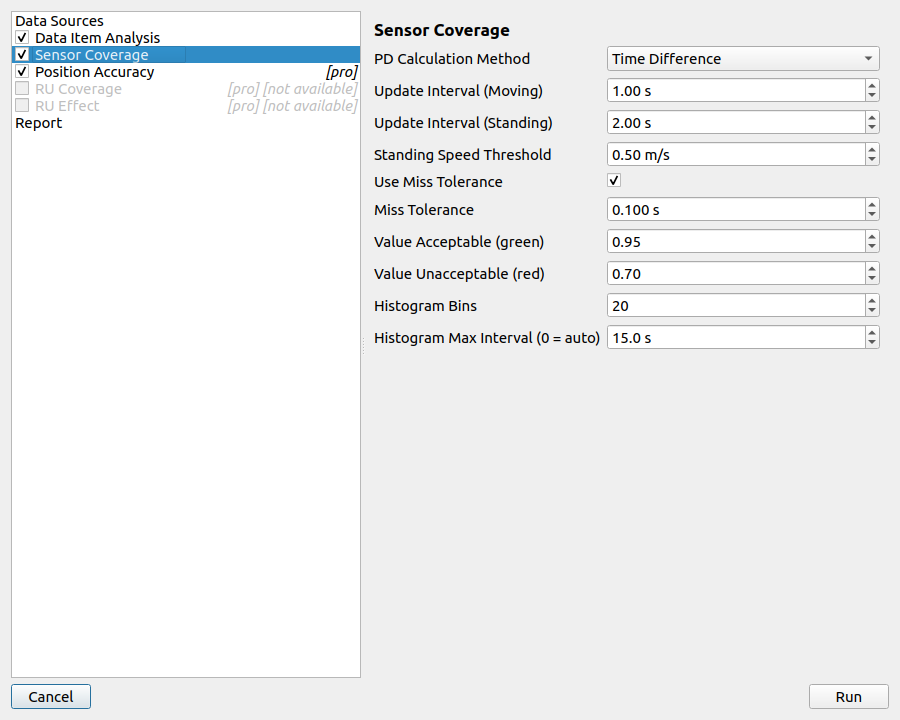 Data Sources
Data Item Analysis
Sensor Coverage
Position Accuracy [pro]
RU Coverage [pro] [not available]
RU Effect [pro] [not available]
Report
Sensor Coverage
PD Calculation Method Time Difference
Update Interval (Moving) 1.00 s
Update Interval (Standing) 2.00 s
Standing Speed Threshold 0.50 m/s
Use Miss Tolerance
Miss Tolerance 0.100 s
Value Acceptable (green) 0.95
Value Unacceptable (red) 0.70
Histogram Bins 20
Histogram Max Interval (0 = auto) 15.0 s
Cancel Run